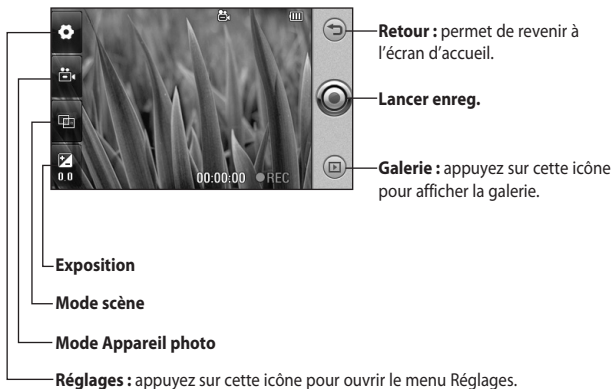 0.0
00:00:00 REC
Retour : permet de revenir à
l'écran d'accueil.
Lancer enreg.
Galerie : appuyez sur cette icône
pour afficher la galerie.
Exposition
Mode scène
Mode Appareil photo
Réglages : appuyez sur cette icône pour ouvrir le menu Réglages.